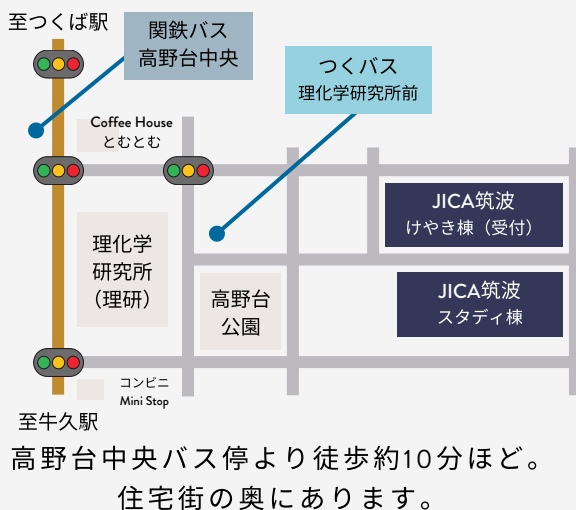 至つくば駅
関鉄バス
高野台中央
つくバス
理化学研究所前
Coffee House
とむとむ
JICA筑波
けやき棟（受付）
理化学
研究所
（理研）
高野台
公園
JICA筑波
スタディ棟
コンビニ
Mini Stop
至牛久駅
高野台中央バス停より徒歩約10分ほど。
住宅街の奥にあります。